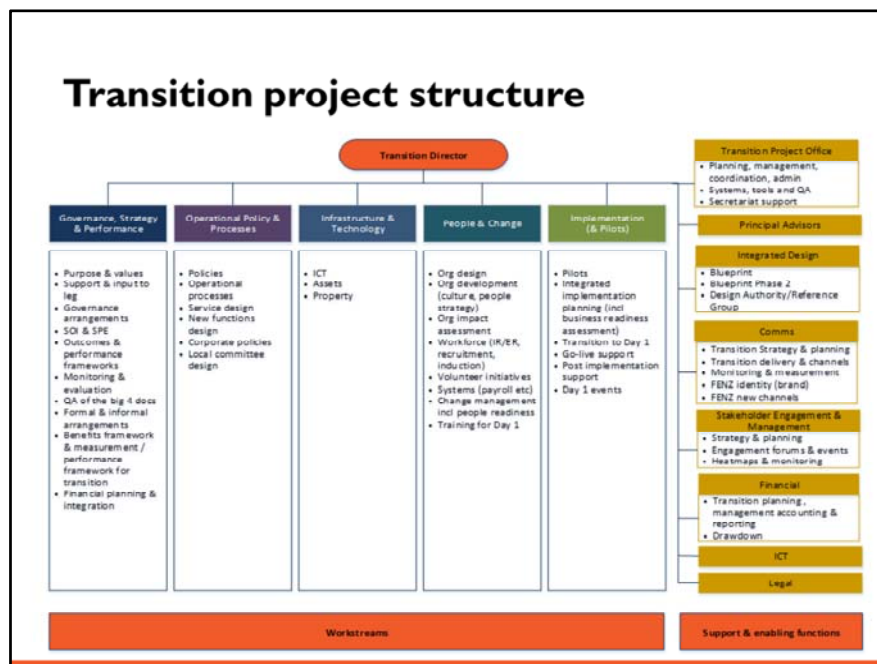 Transition project structure
Transition Director
Governance, Strategy
& Performance
• Purpose & values
• Support & input to
leg
• Governance
arrangements
• SOI & SPE
• Outcomes &
performance
frameworks
• Monitoring &
evaluation
• QA of the big 4 docs
• Formal & informal
arrangements
• Benefits framework
& measurement /
performance
framework for
transition
• Financial planning &
integration
Operational Policy &
Processes
• Policies
• Operational
processes
• Service design
• New functions
design
• Corporate policies
• Local committee
design
Infrastructure &
Technology
• ICT
• Assets
• Property
People & Change
• Org design
• Org development
(culture, people
strategy)
• Org impact
assessment
• Workforce (IR/ER,
recruitment,
induction)
• Volunteer initiatives
• Systems (payroll etc)
• Change management
incl people readiness
• Training for Day 1
Implementation
(& Pilots)
• Pilots
• Integrated
implementation
planning (incl
business readiness
assessment)
• Transition to Day 1
• Go-live support
• Post implementation
support
• Day 1 events
Transition Project Office
• Planning, management,
coordination, admin
• Systems, tools and QA
• Secretariat support
Principal Advisors
Integrated Design
• Blueprint
• Blueprint Phase 2
• Design Authority/Reference
Group
Comms
• Transition Strategy & planning
• Transition delivery & channels
• Monitoring & measurement
• FENZ identity (brand)
• FENZ new channels
Stakeholder Engagement &
Management
• Strategy & planning
• Engagement forums & events
• Heatmaps & monitoring
Financial
• Transition planning ,
management accounting &
reporting
• Drawdown
ICT
Legal
Workstreams
Support & enabling functions